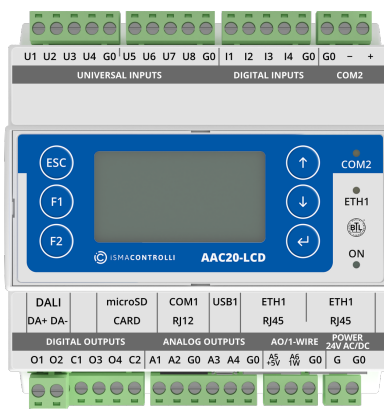 U1 U2 U3 U4 G0 U5 U6 U7 U8 G0 I1 I2 I3 I4 G0 G0 − +
UNIVERSAL INPUTS DIGITAL INPUTS COM2
ESC
F1
F2
COM2
ETH1
BTL
ON
iSMACONTROLLI AAC20-LCD
DALI microSD COM1 USB1 ETH1 ETH1
DA+ DA- CARD RJ12 RJ45 RJ45
DIGITAL OUTPUTS ANALOG OUTPUTS AO/1-WIRE POWER 24V AC/DC
O1 O2 C1 O3 O4 C2 A1 A2 G0 A3 A4 G0 A5 +5V A6 1W G0 G G0